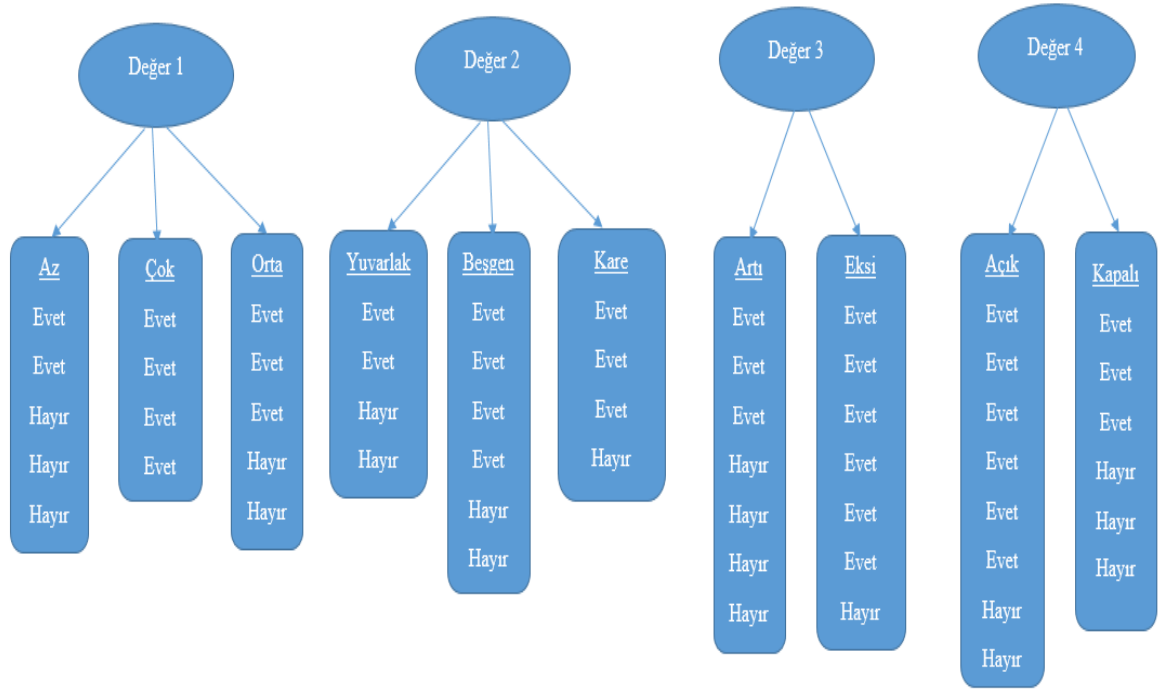 Değer 1
Az
Evet
Evet
Hayır
Hayır
Hayır
Çok
Evet
Evet
Evet
Evet
Orta
Evet
Evet
Evet
Hayır
Hayır
Değer 2
Yuvarlak
Evet
Evet
Hayır
Hayır
Beşgen
Evet
Evet
Evet
Evet
Hayır
Hayır
Kare
Evet
Evet
Evet
Hayır
Değer 3
Artı
Evet
Evet
Evet
Hayır
Hayır
Hayır
Hayır
Eksi
Evet
Evet
Evet
Evet
Evet
Evet
Hayır
Değer 4
Açık
Evet
Evet
Evet
Evet
Evet
Evet
Hayır
Hayır
Kapalı
Evet
Evet
Evet
Hayır
Hayır
Hayır